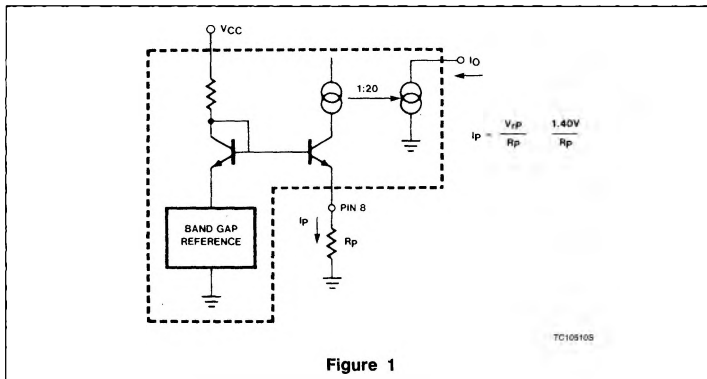 VCC
IO
1:20
IP = VrP / RP = 1.40V / RP
PIN 8
IP
RP
BAND GAP
REFERENCE
TC10510S
Figure 1